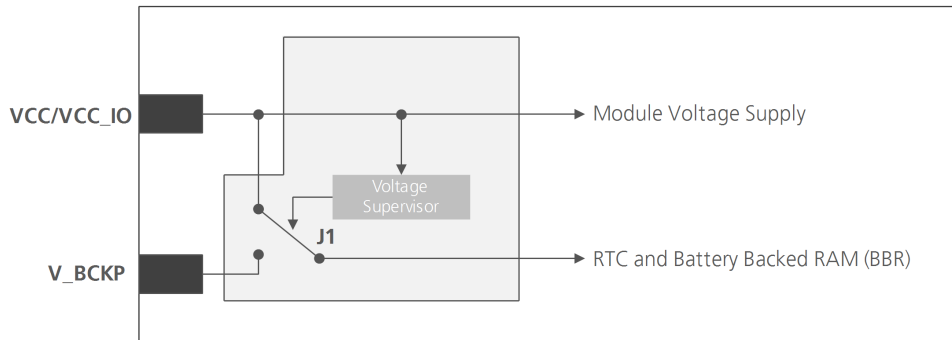 VCC/VCC_IO
Module Voltage Supply
Voltage
Supervisor
J1
V_BCKP
RTC and Battery Backed RAM (BBR)